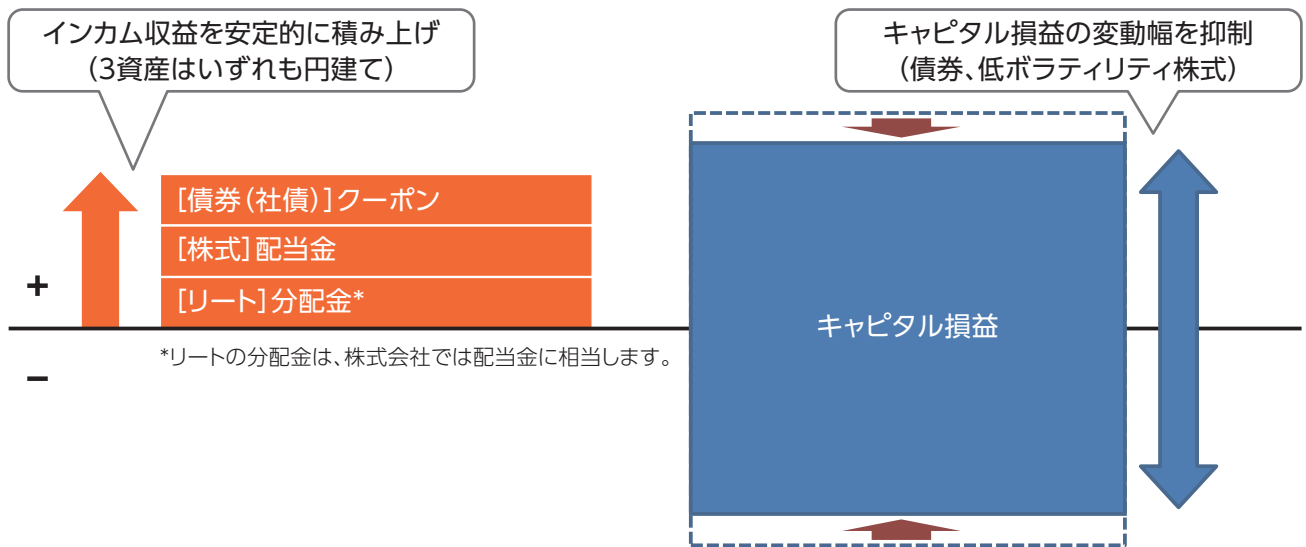 インカム収益を安定的に積み上げ
（3資産はいずれも円建て）
キャピタル損益の変動幅を抑制
（債券、低ボラティリティ株式）
[債券（社債）]クーポン
[株式]配当金
[リート]分配金*
+
−
*リートの分配金は、株式会社では配当金に相当します。
キャピタル損益